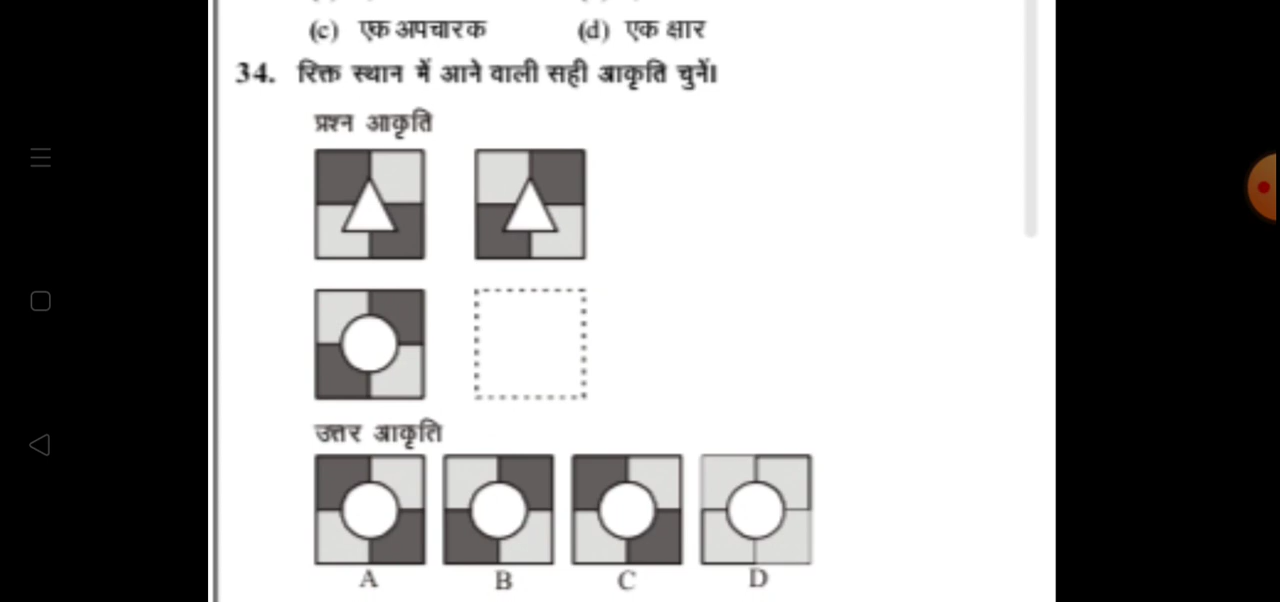 (c) एक अपचारक (d) एक क्षार
34. रिक्त स्थान में आने वाली सही आकृति चुनें।
प्रश्न आकृति
उत्तर आकृति
A B C D